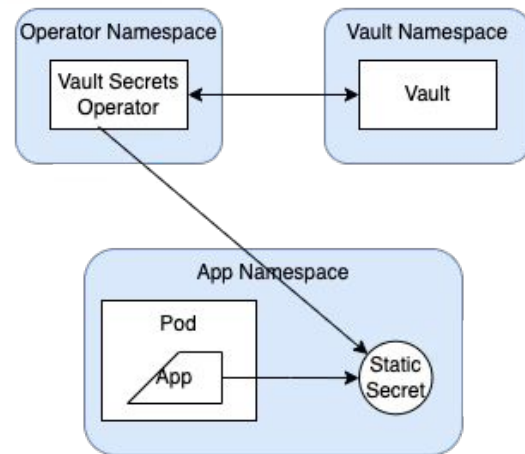 Operator Namespace
Vault Namespace
Vault Secrets
Operator
Vault
App Namespace
Pod
App
Static
Secret